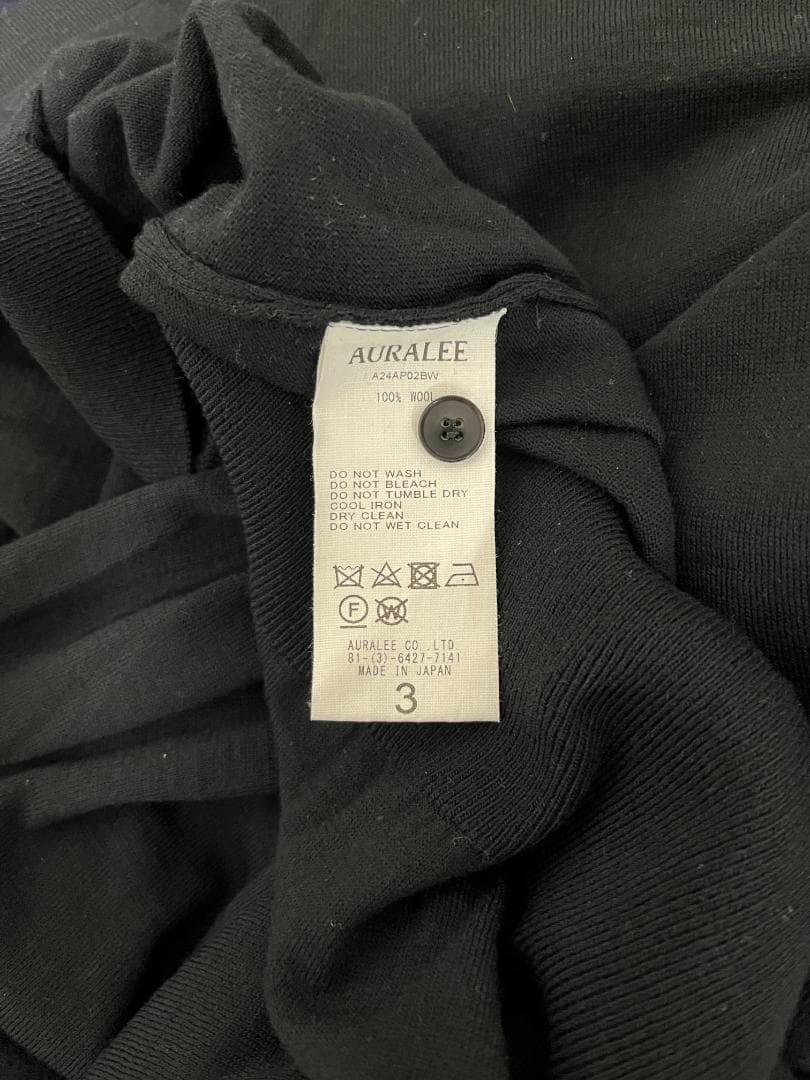 AURALEE
A24AP02BW
100% WOOL
DO NOT WASH
DO NOT BLEACH
DO NOT TUMBLE DRY
COOL IRON
DRY CLEAN
DO NOT WET CLEAN
F W
AURALEE CO.,LTD.
81-(3)-6427-7141
MADE IN JAPAN
3